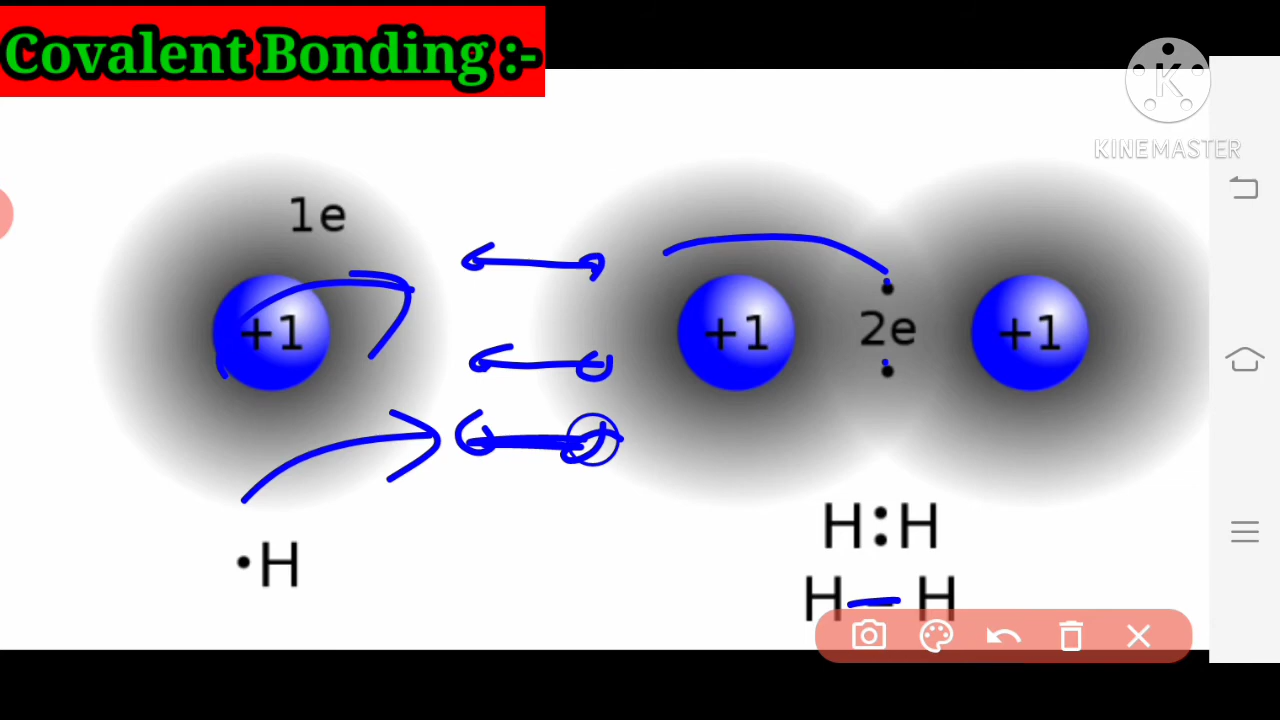 Covalent Bonding :-
K
KINEMASTER
1e
+1
+1
2e
+1
H:H
·H
H — H